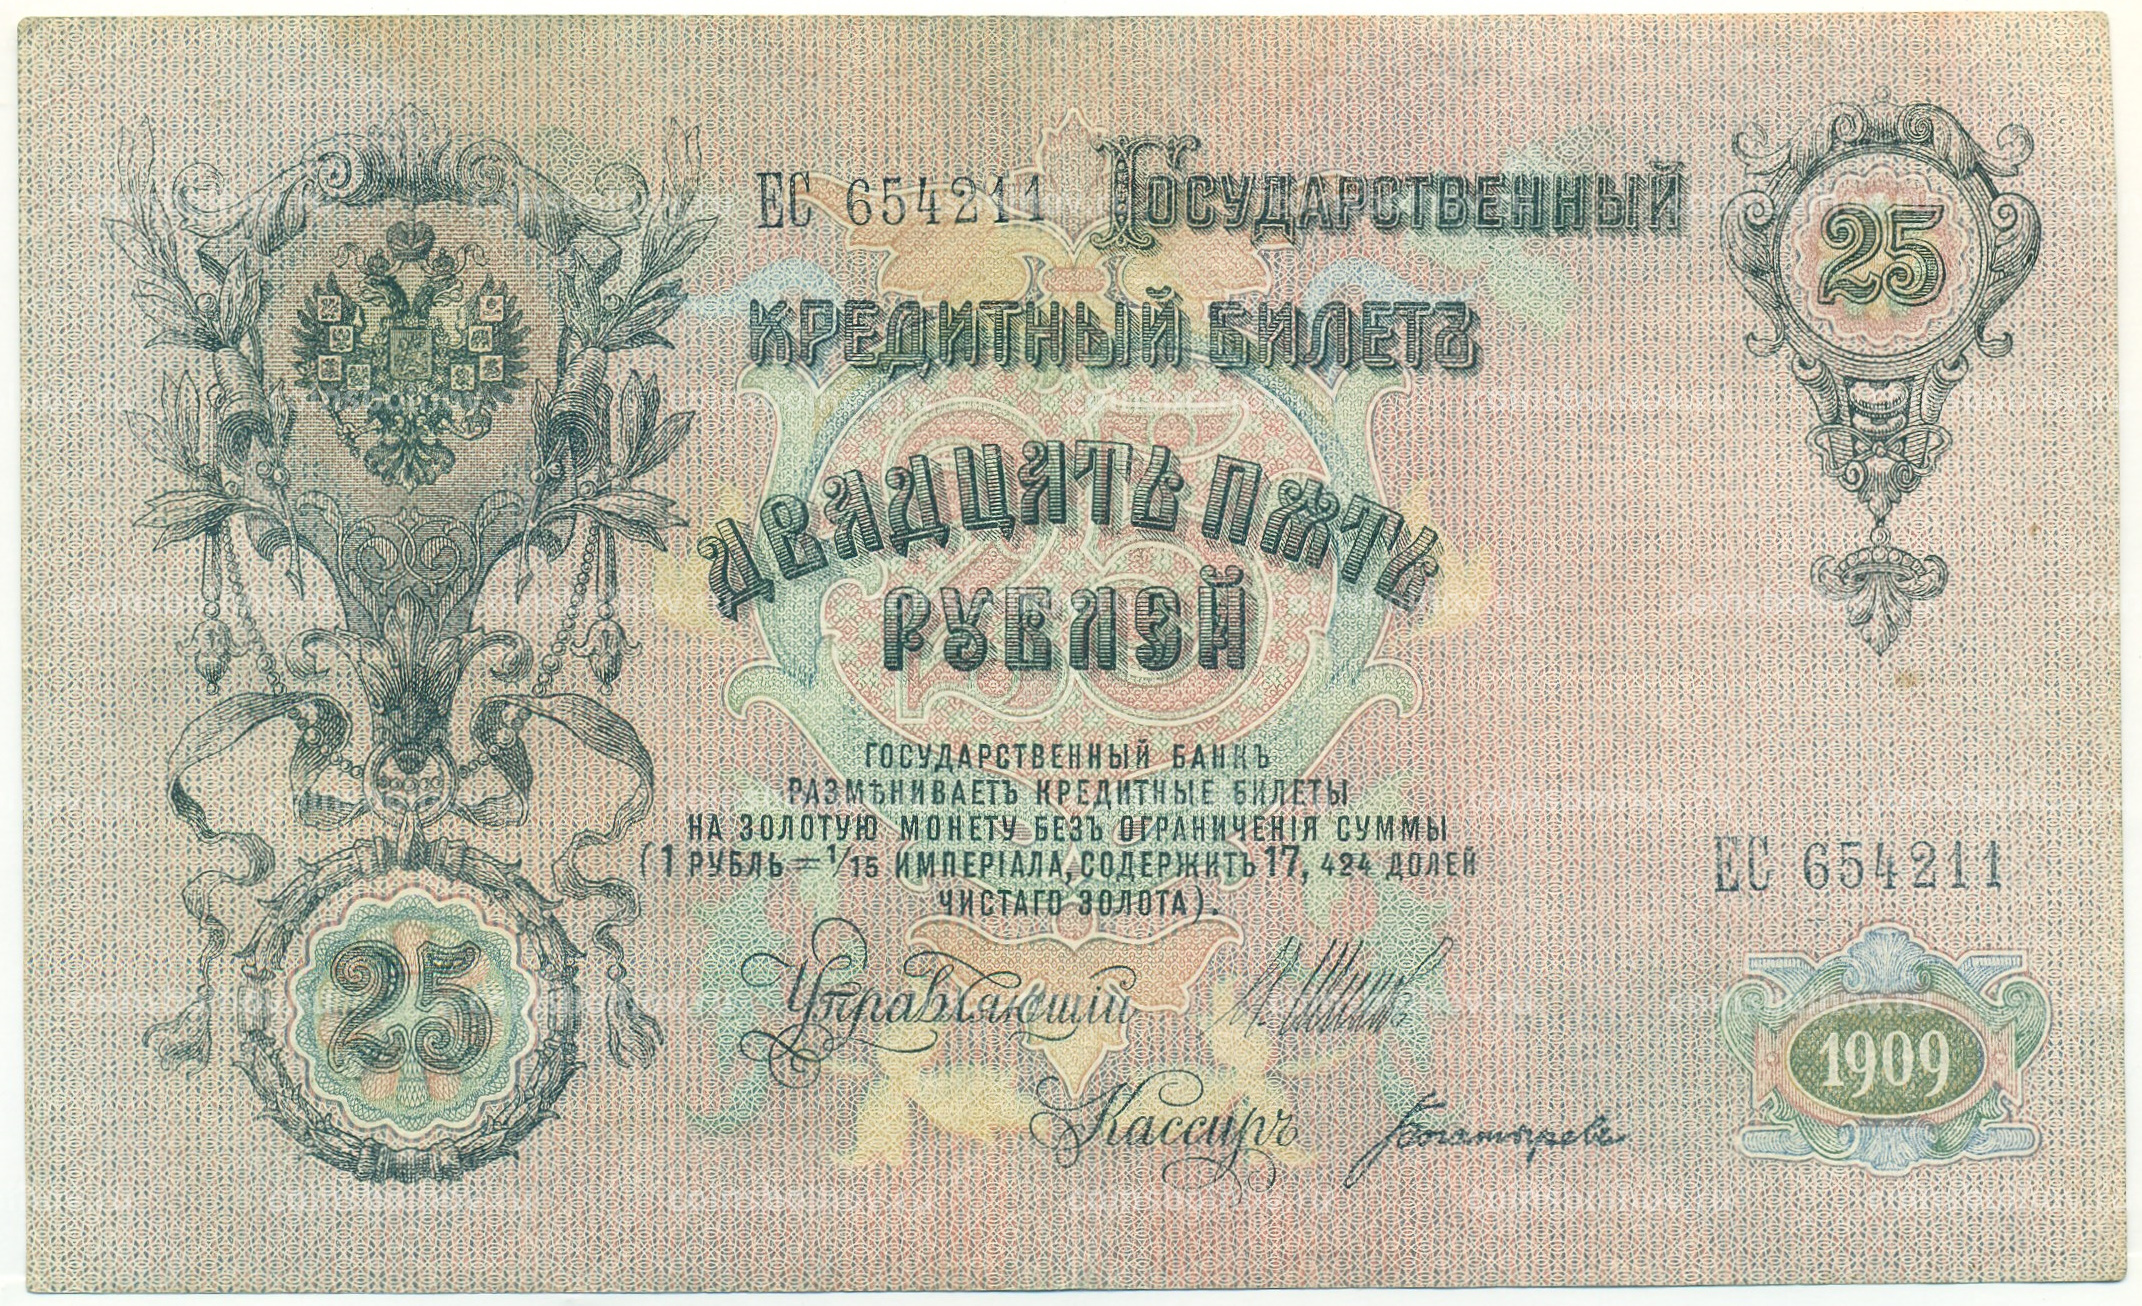 ЕС 654211 ГОСУДАРСТВЕННЫЙ
КРЕДИТНЫЙ БИЛЕТЪ
25
ДВАДЦАТЬ ПѦТЬ
РУБЛЕЙ
ГОСУДАРСТВЕННЫЙ БАНКЪ
РАЗМѢНИВАЕТЪ КРЕДИТНЫЕ БИЛЕТЫ
НА ЗОЛОТУЮ МОНЕТУ БЕЗЪ ОГРАНИЧЕНІЯ СУММЫ
(1 РУБЛЬ = 1/15 ИМПЕРІАЛА, СОДЕРЖИТЪ 17, 424 ДОЛЕЙ
ЧИСТАГО ЗОЛОТА).
ЕС 654211
25
Управляющій
Кассиръ
1909